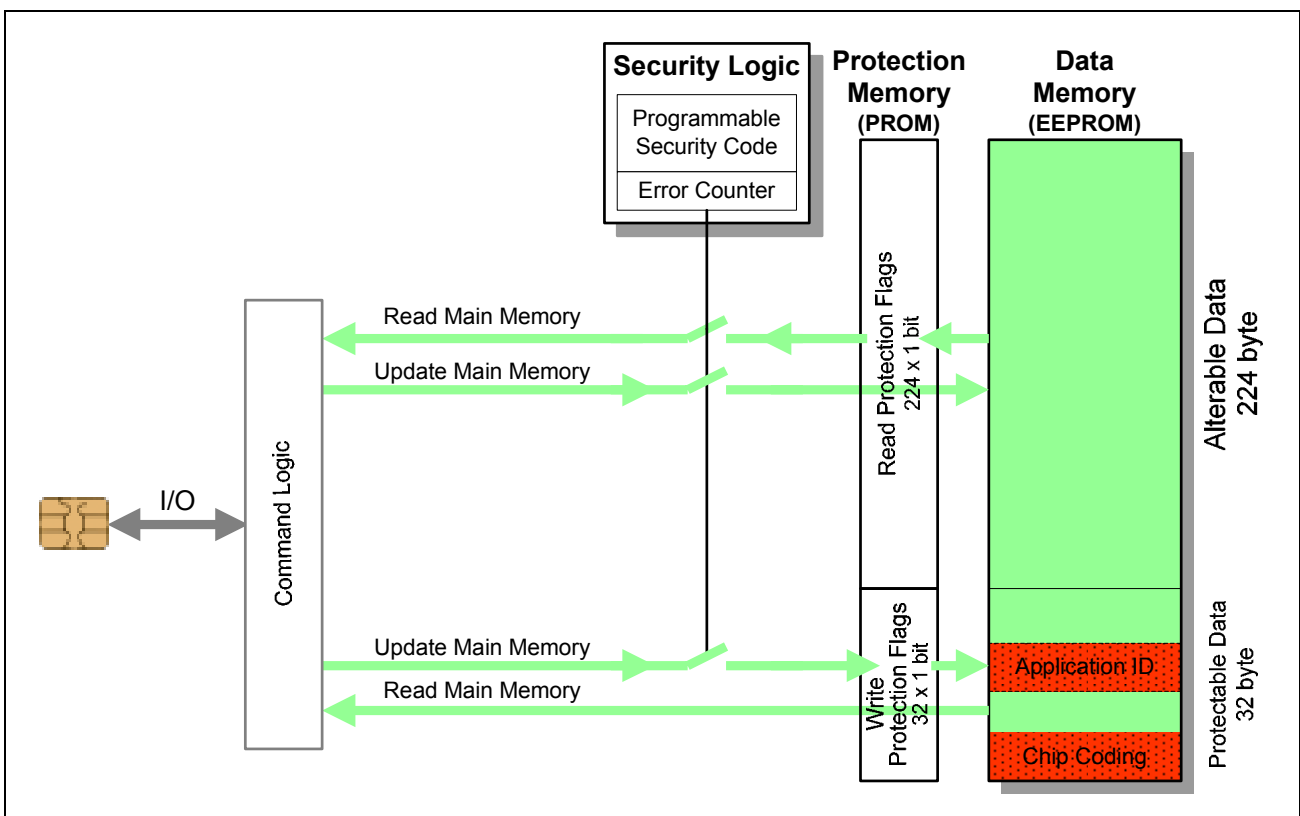 Security Logic
Programmable
Security Code
Error Counter
Protection
Memory
(PROM)
Data
Memory
(EEPROM)
Read Main Memory
Update Main Memory
Read Protection Flags
224 x 1 bit
Alterable Data
224 byte
I/O
Command Logic
Update Main Memory
Read Main Memory
Write
Protection Flags
32 x 1 bit
Application ID
Chip Coding
Protectable Data
32 byte